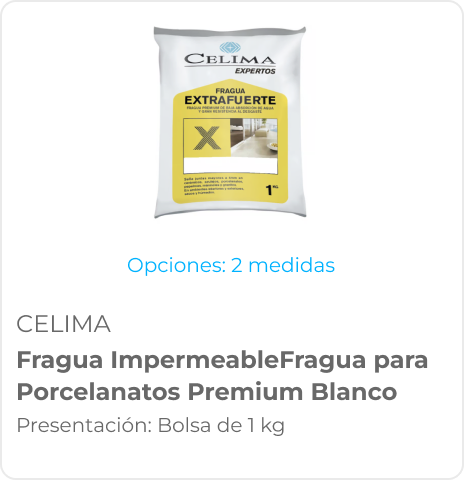 CELIMA
EXPERTOS
FRAGUA
EXTRAFUERTE
FRAGUA PREMIUM DE BAJA ABSORCIÓN DE AGUA
Y GRAN RESISTENCIA AL DESGASTE
X
1 KG.
Opciones: 2 medidas
CELIMA
Fragua ImpermeableFragua para
Porcelanatos Premium Blanco
Presentación: Bolsa de 1 kg